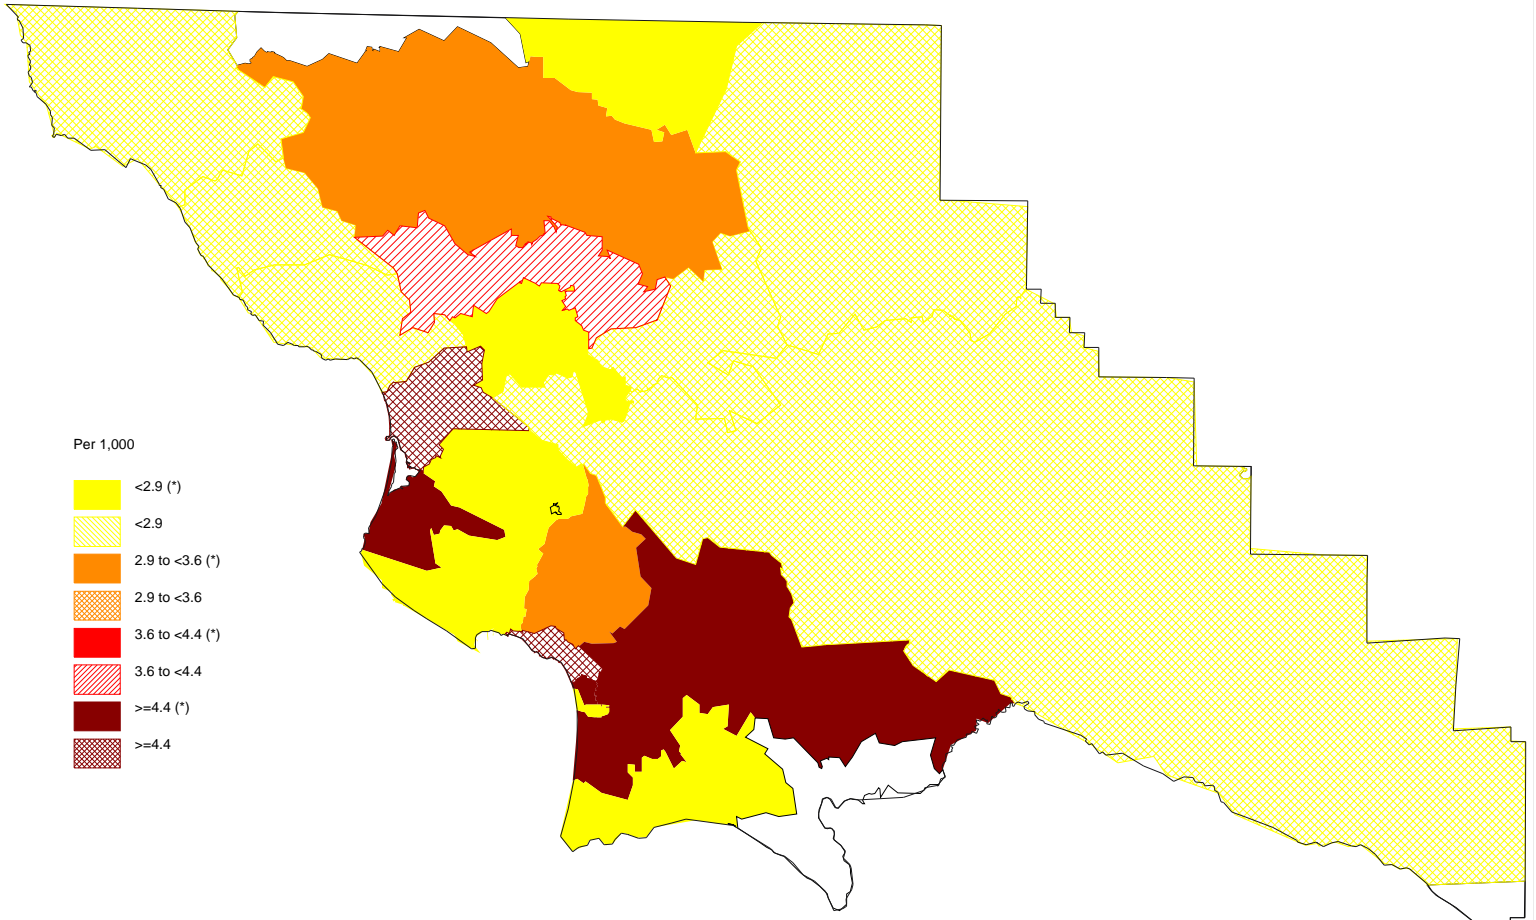 Per 1,000
<2.9 (*)
<2.9
2.9 to <3.6 (*)
2.9 to <3.6
3.6 to <4.4 (*)
3.6 to <4.4
>=4.4 (*)
>=4.4